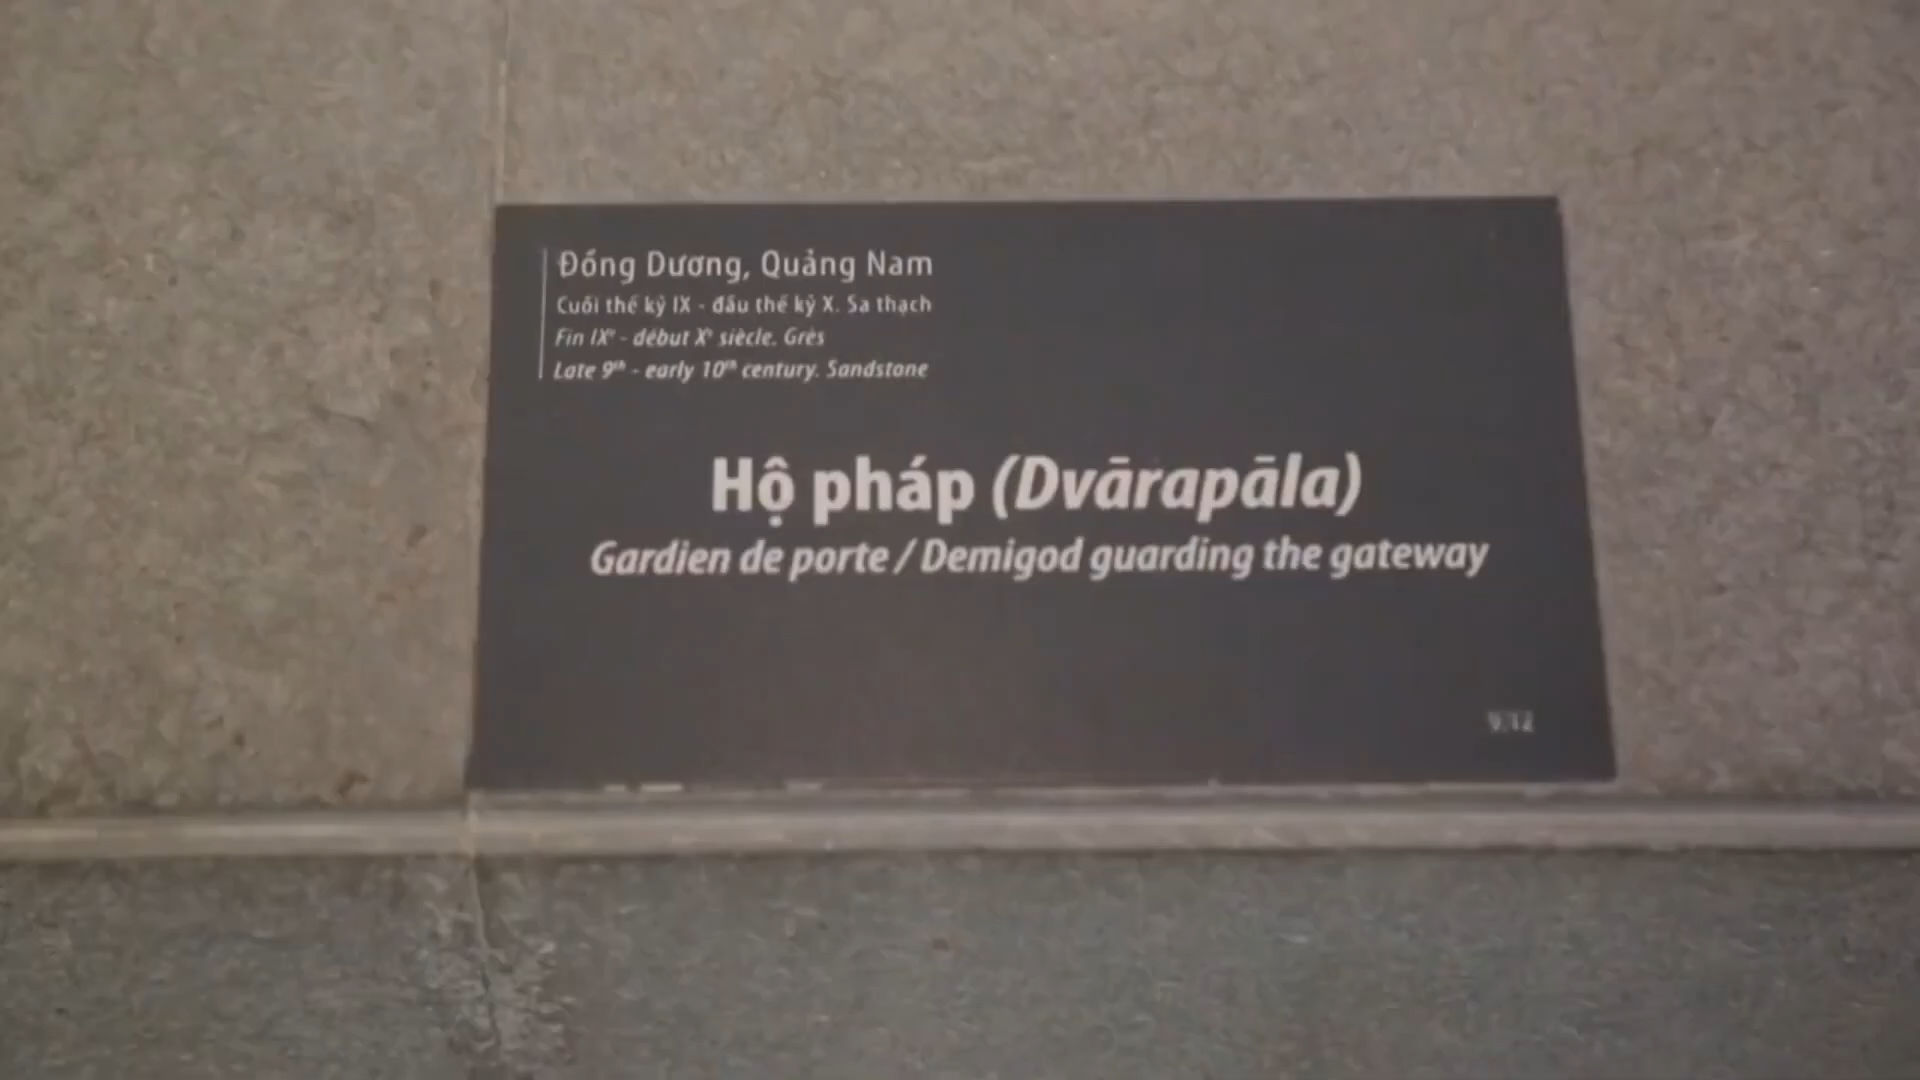 Đồng Dương, Quảng Nam
Cuối thế kỷ IX - đầu thế kỷ X. Sa thạch
Fin IXᵉ - début Xᵉ siècle. Grès
Late 9ᵗʰ - early 10ᵗʰ century. Sandstone
Hộ pháp (Dvārapāla)
Gardien de porte / Demigod guarding the gateway